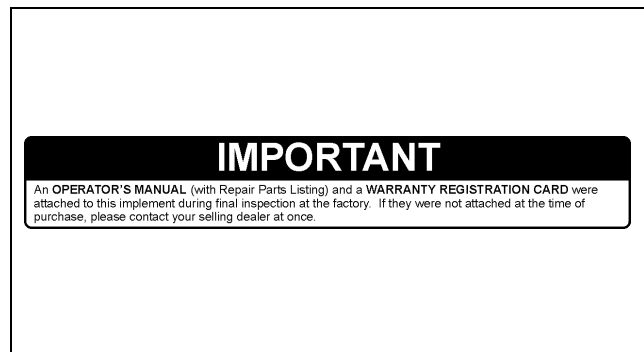 IMPORTANT
An OPERATOR'S MANUAL (with Repair Parts Listing) and a WARRANTY REGISTRATION CARD were
attached to this implement during final inspection at the factory.  If they were not attached at the time of
purchase, please contact your selling dealer at once.